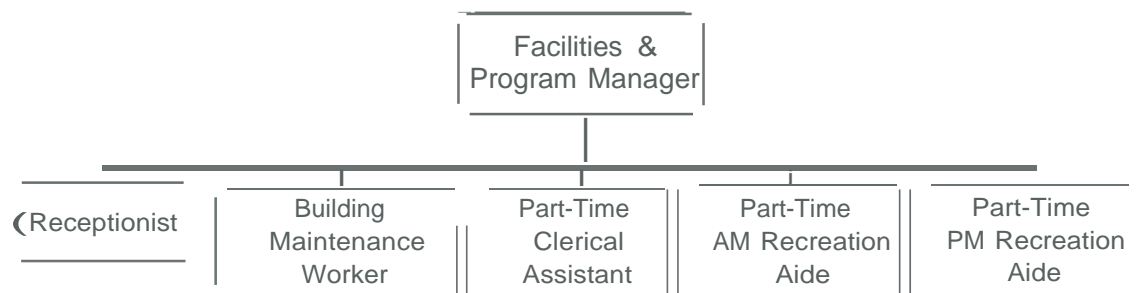 Facilities &
Program Manager
Receptionist
Building
Maintenance
Worker
Part-Time
Clerical
Assistant
Part-Time
AM Recreation
Aide
Part-Time
PM Recreation
Aide